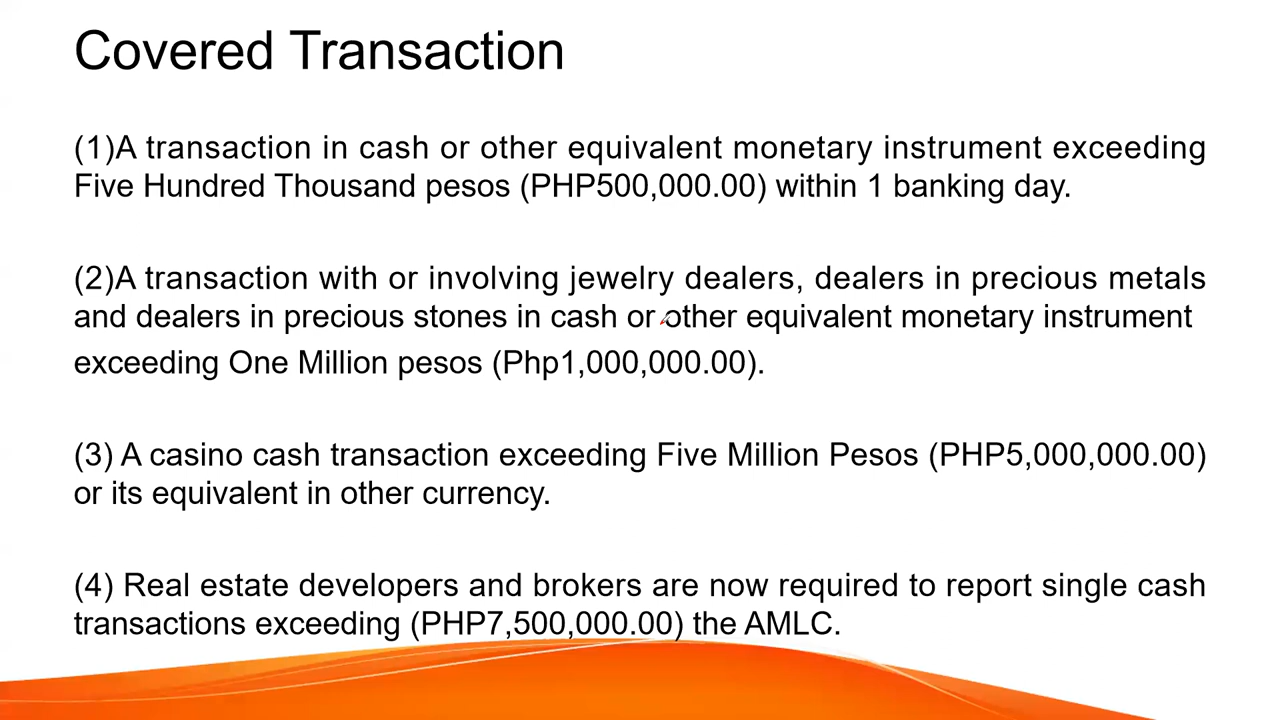 Covered Transaction
(1)A transaction in cash or other equivalent monetary instrument exceeding
Five Hundred Thousand pesos (PHP500,000.00) within 1 banking day.
(2)A transaction with or involving jewelry dealers, dealers in precious metals
and dealers in precious stones in cash or other equivalent monetary instrument
exceeding One Million pesos (Php1,000,000.00).
(3) A casino cash transaction exceeding Five Million Pesos (PHP5,000,000.00)
or its equivalent in other currency.
(4) Real estate developers and brokers are now required to report single cash
transactions exceeding (PHP7,500,000.00) the AMLC.